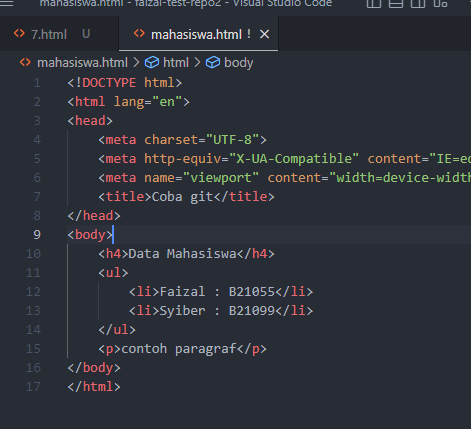 mahasiswa.html - faizal-test-repo2 - Visual Studio Code
<> 7.html U <> mahasiswa.html ! ×
<> mahasiswa.html > html > body
1 <!DOCTYPE html>
2 <html lang="en">
3 <head>
4 <meta charset="UTF-8">
5 <meta http-equiv="X-UA-Compatible" content="IE=ed
6 <meta name="viewport" content="width=device-width
7 <title>Coba git</title>
8 </head>
9 <body>
10 <h4>Data Mahasiswa</h4>
11 <ul>
12 <li>Faizal : B21055</li>
13 <li>Syiber : B21099</li>
14 </ul>
15 <p>contoh paragraf</p>
16 </body>
17 </html>